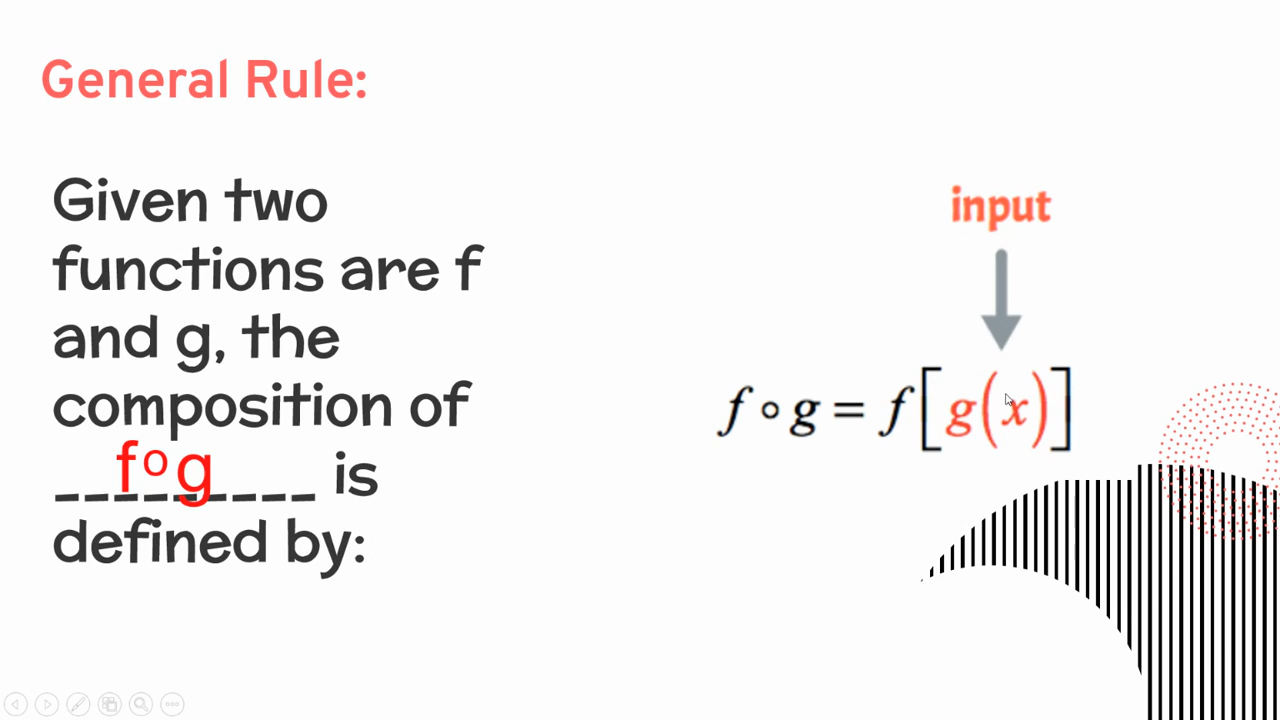 General Rule:
Given two
functions are f
and g, the
composition of
_________ is
f o g
defined by:
input
f ∘ g = f[g(x)]